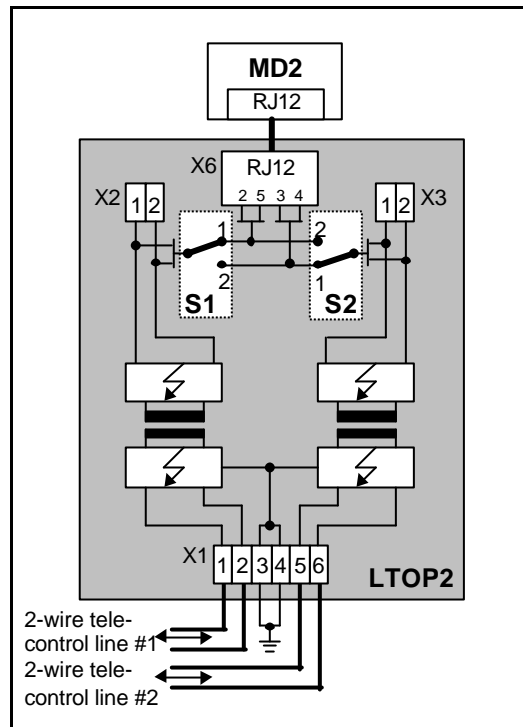 MD2
RJ12
X6
RJ12
2 5 3 4
X2
1 2
1 2
X3
1
2
2
1
S1
S2
X1
1 2 3 4 5 6
LTOP2
2-wire tele-
control line #1
2-wire tele-
control line #2